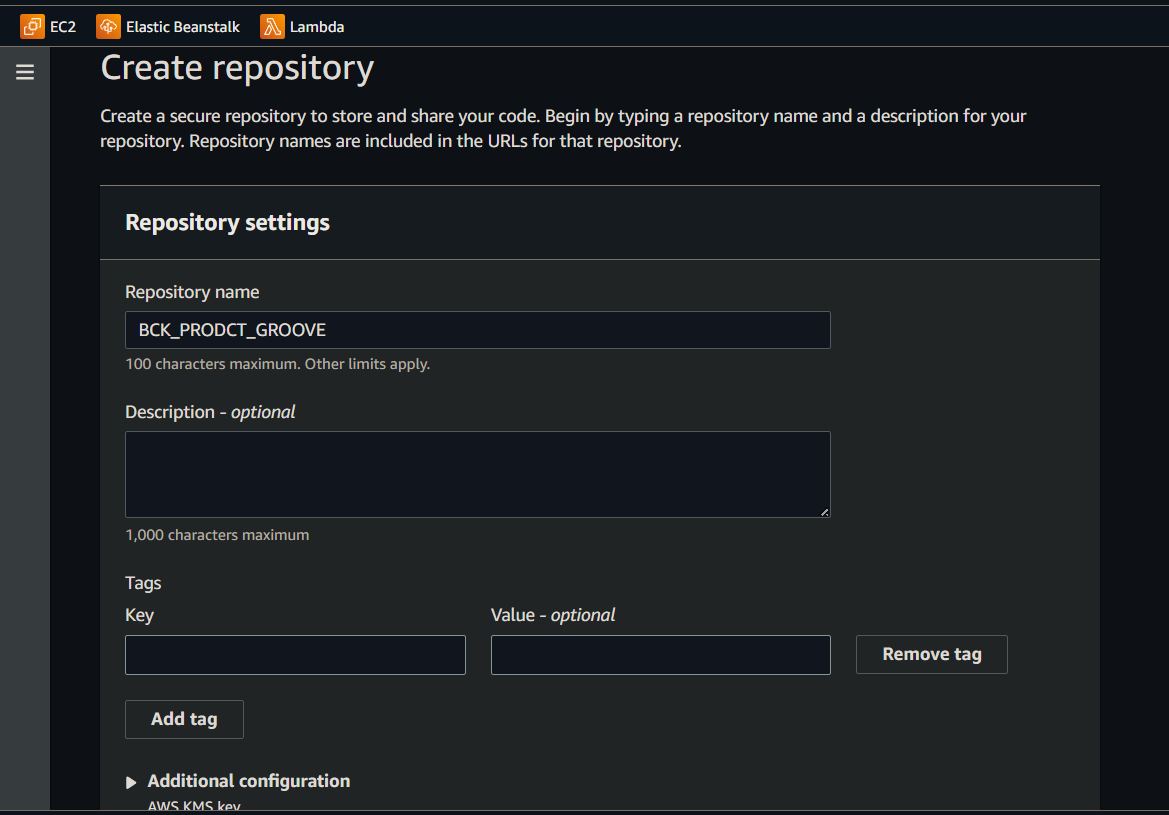 EC2 Elastic Beanstalk Lambda
Create repository
Create a secure repository to store and share your code. Begin by typing a repository name and a description for your
repository. Repository names are included in the URLs for that repository.
Repository settings
Repository name
BCK_PRODCT_GROOVE
100 characters maximum. Other limits apply.
Description - optional
1,000 characters maximum
Tags
Key Value - optional
Remove tag
Add tag
Additional configuration
AWS KMS key